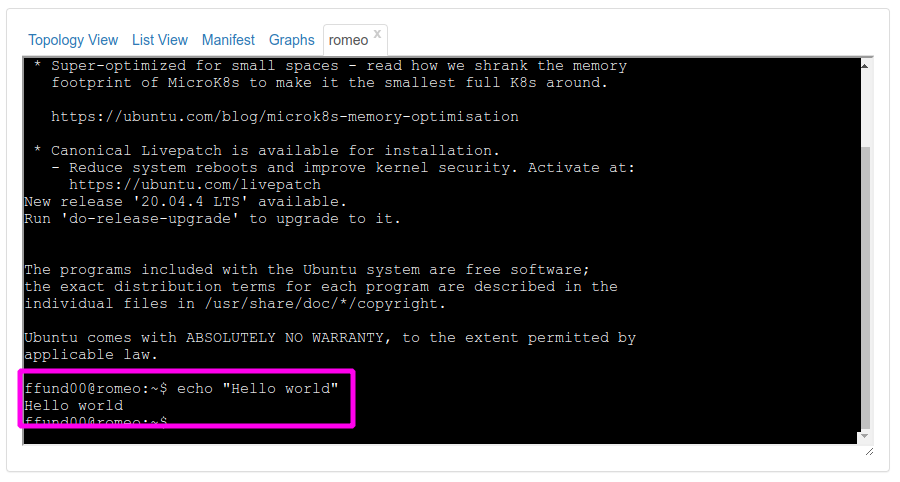 Topology View List View Manifest Graphs romeo x
* Super-optimized for small spaces - read how we shrank the memory
footprint of MicroK8s to make it the smallest full K8s around.
https://ubuntu.com/blog/microk8s-memory-optimisation
* Canonical Livepatch is available for installation.
- Reduce system reboots and improve kernel security. Activate at:
https://ubuntu.com/livepatch
New release '20.04.4 LTS' available.
Run 'do-release-upgrade' to upgrade to it.
The programs included with the Ubuntu system are free software;
the exact distribution terms for each program are described in the
individual files in /usr/share/doc/*/copyright.
Ubuntu comes with ABSOLUTELY NO WARRANTY, to the extent permitted by
applicable law.
ffund00@romeo:~$ echo "Hello world"
Hello world
ffund00@romeo:~$